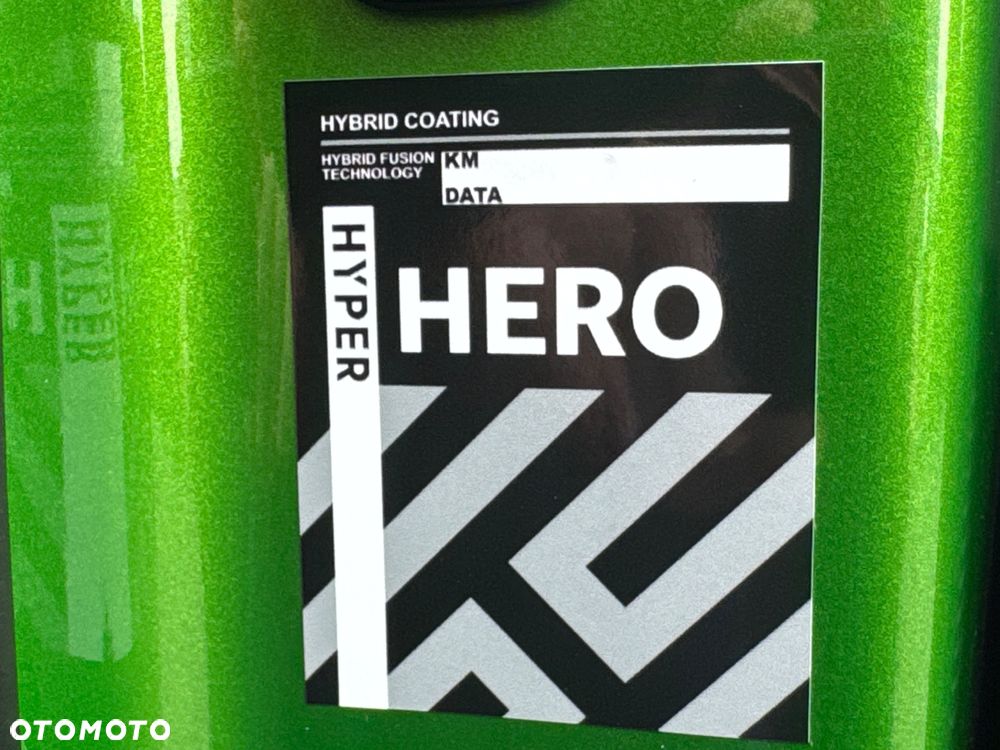 HYBRID COATING
HYBRID FUSION
TECHNOLOGY
KM
DATA
HYPER
HERO
OTOMOTO